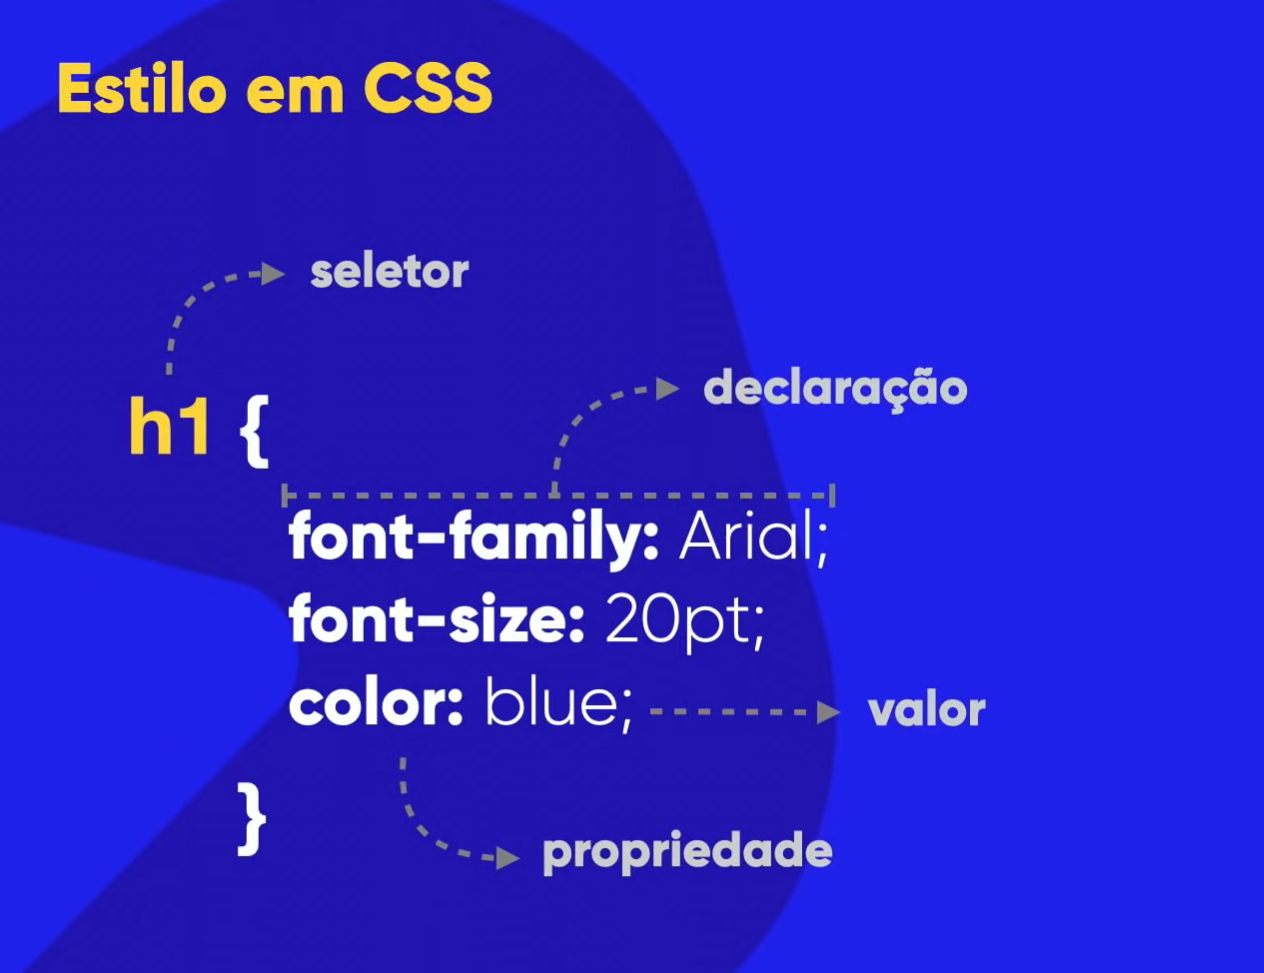 Estilo em CSS
seletor
declaração
h1 {
font-family: Arial;
font-size: 20pt;
color: blue;
valor
}
propriedade